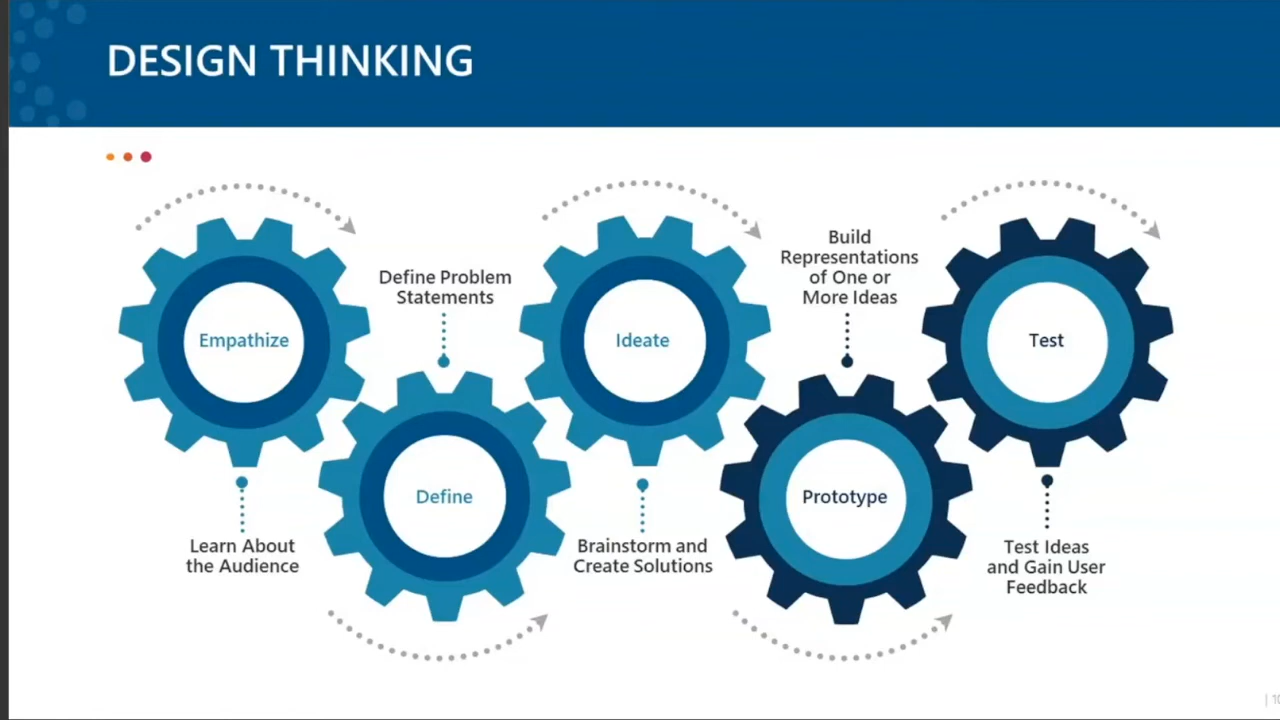 DESIGN THINKING
Empathize
Learn About
the Audience
Define Problem
Statements
Define
Ideate
Brainstorm and
Create Solutions
Build
Representations
of One or
More Ideas
Prototype
Test
Test Ideas
and Gain User
Feedback